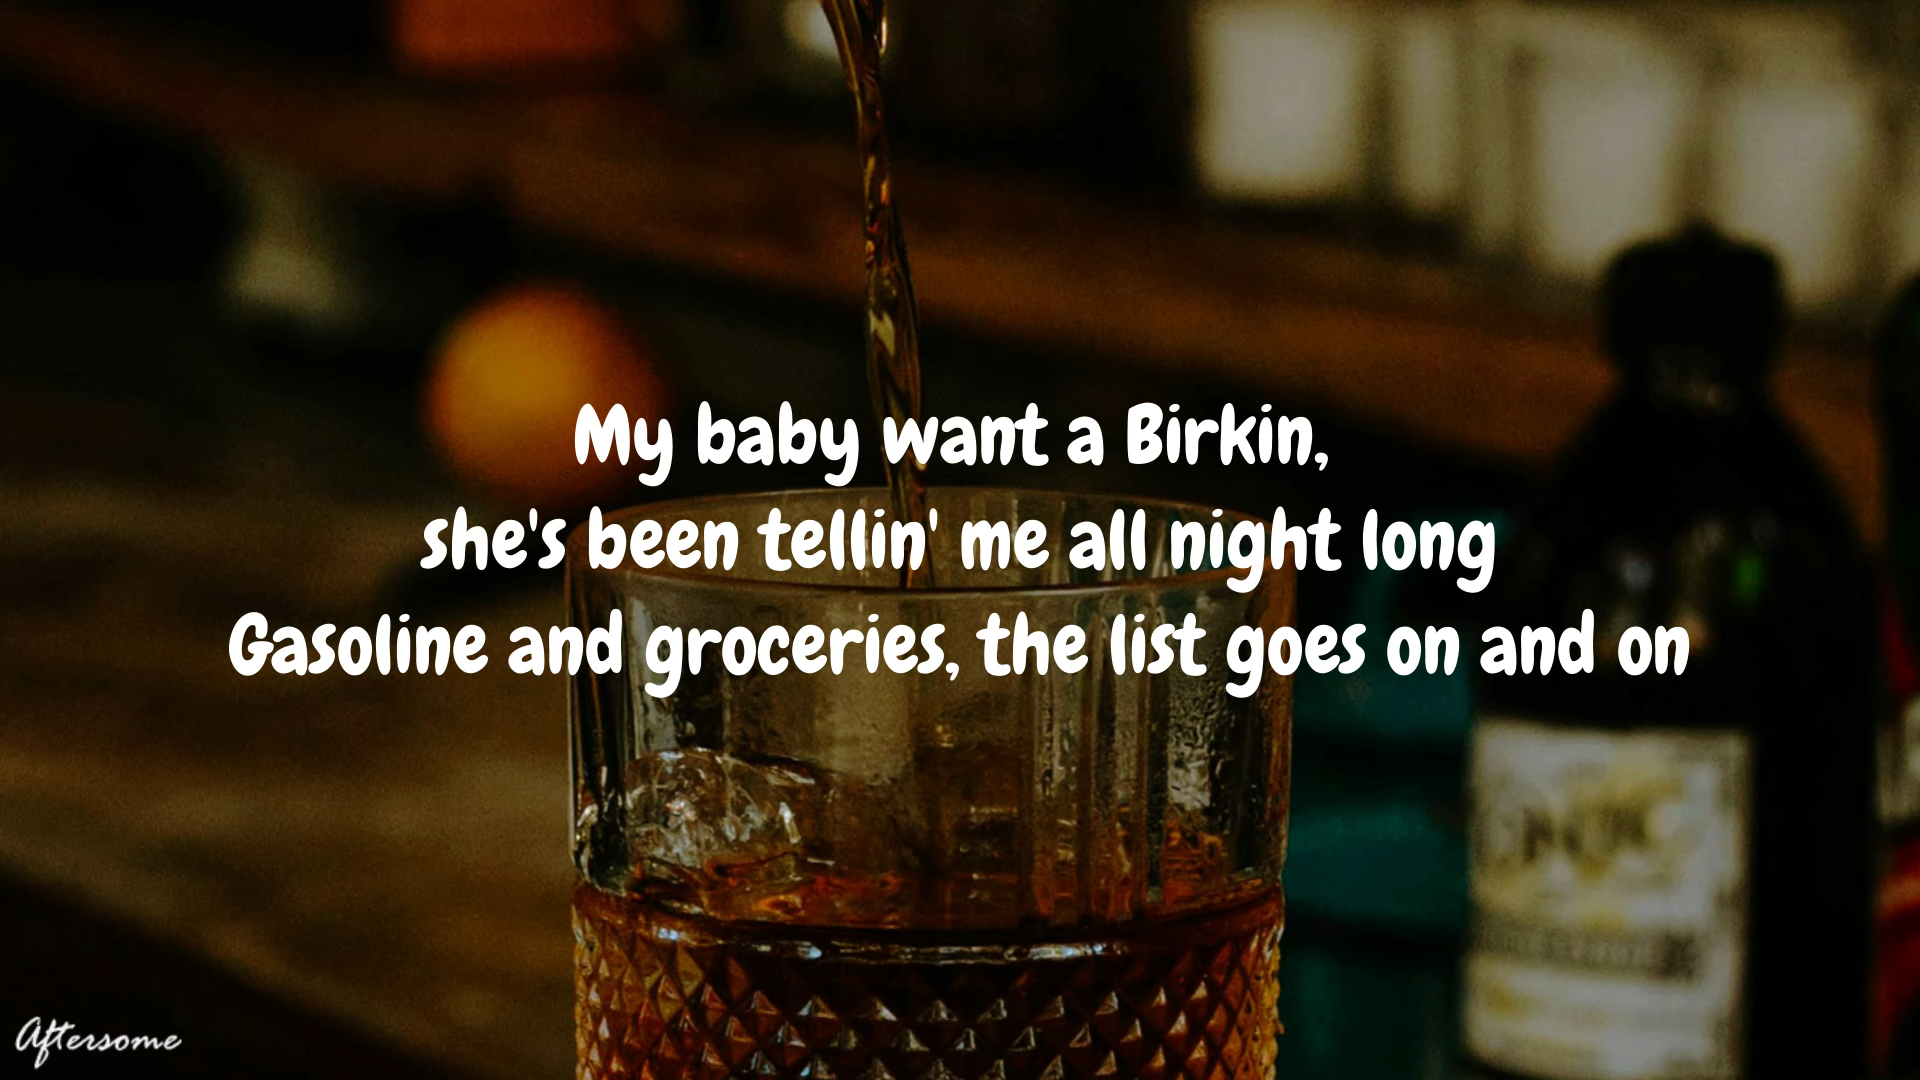 My baby want a Birkin,
she's been tellin' me all night long
Gasoline and groceries, the list goes on and on
Aftersome